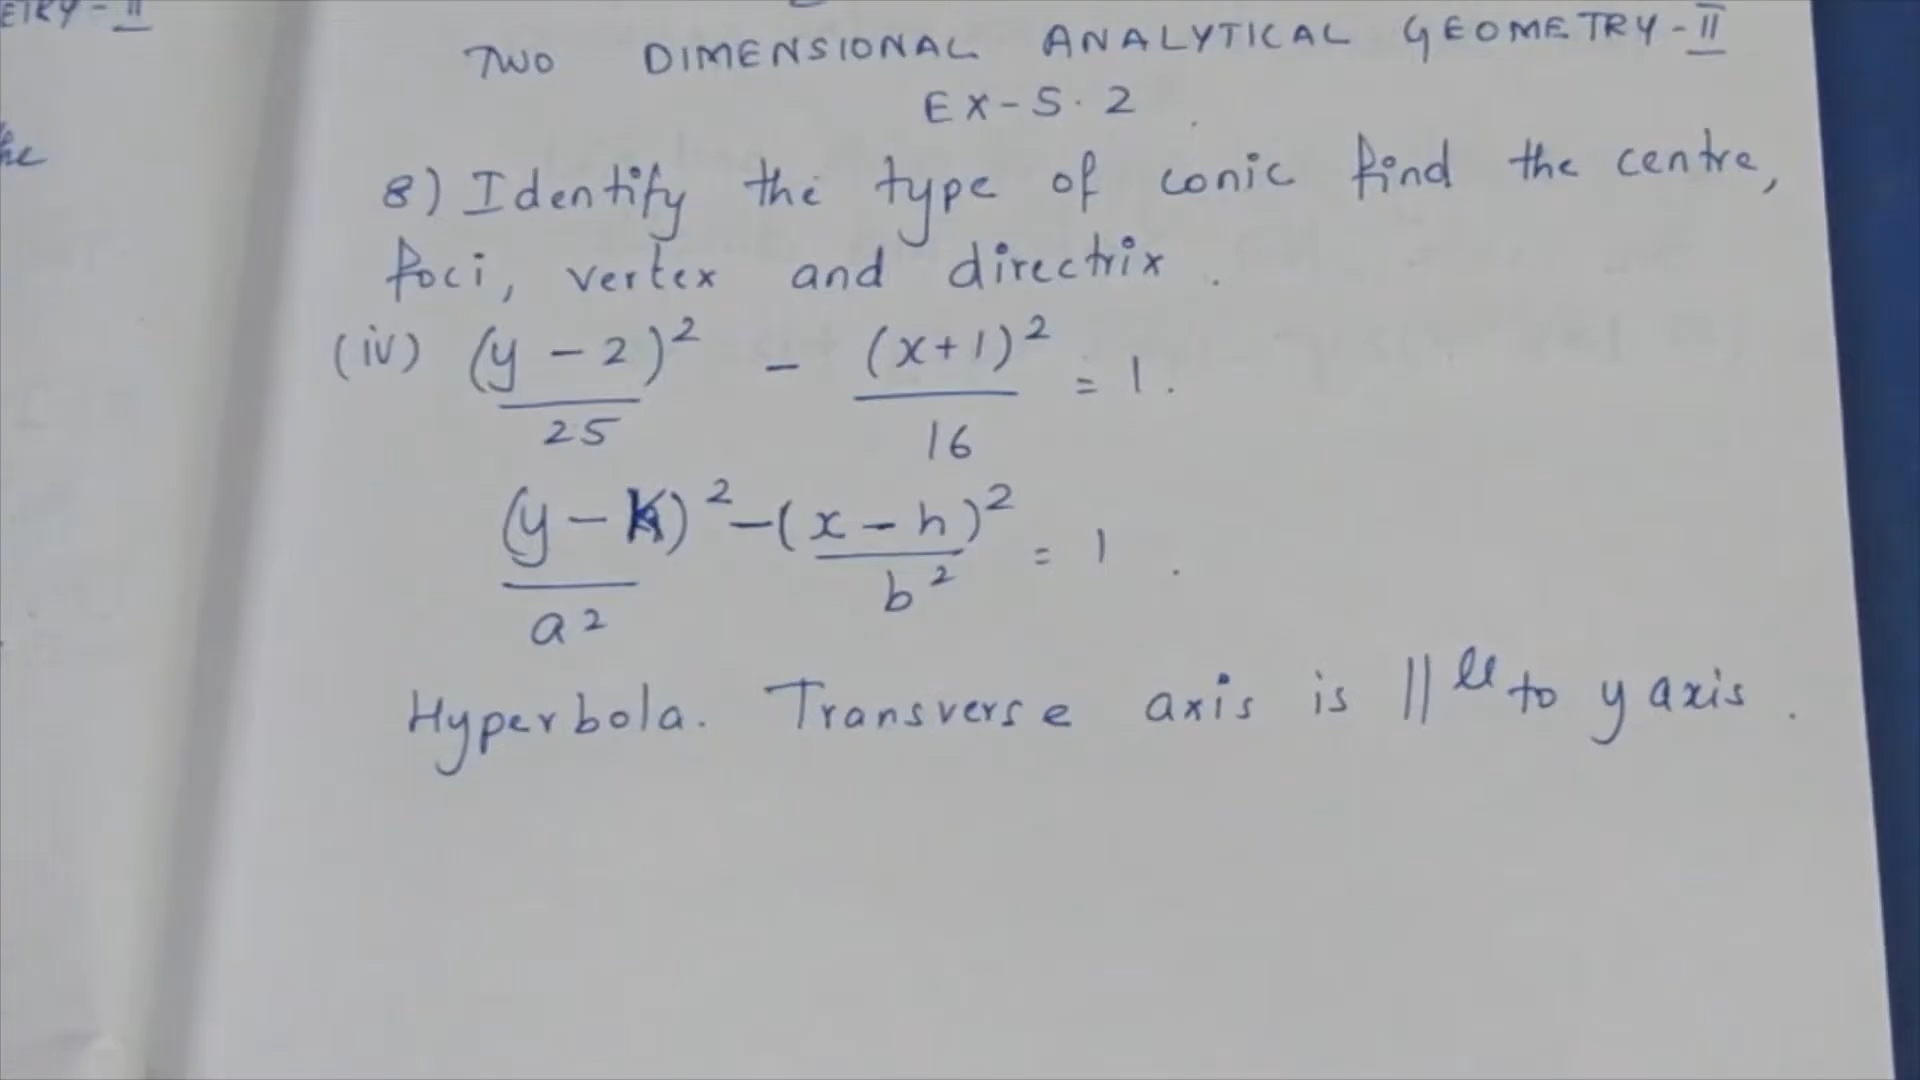 ETRY - II
he
TWO DIMENSIONAL ANALYTICAL GEOMETRY - II
EX - 5.2
8) Identify the type of conic find the centre,
foci, vertex and directrix.
(iv) (y - 2)²/25 - (x + 1)²/16 = 1.
(y - k)²/a² - (x - h)²/b² = 1.
Hyperbola. Transverse axis is ||el to y axis.